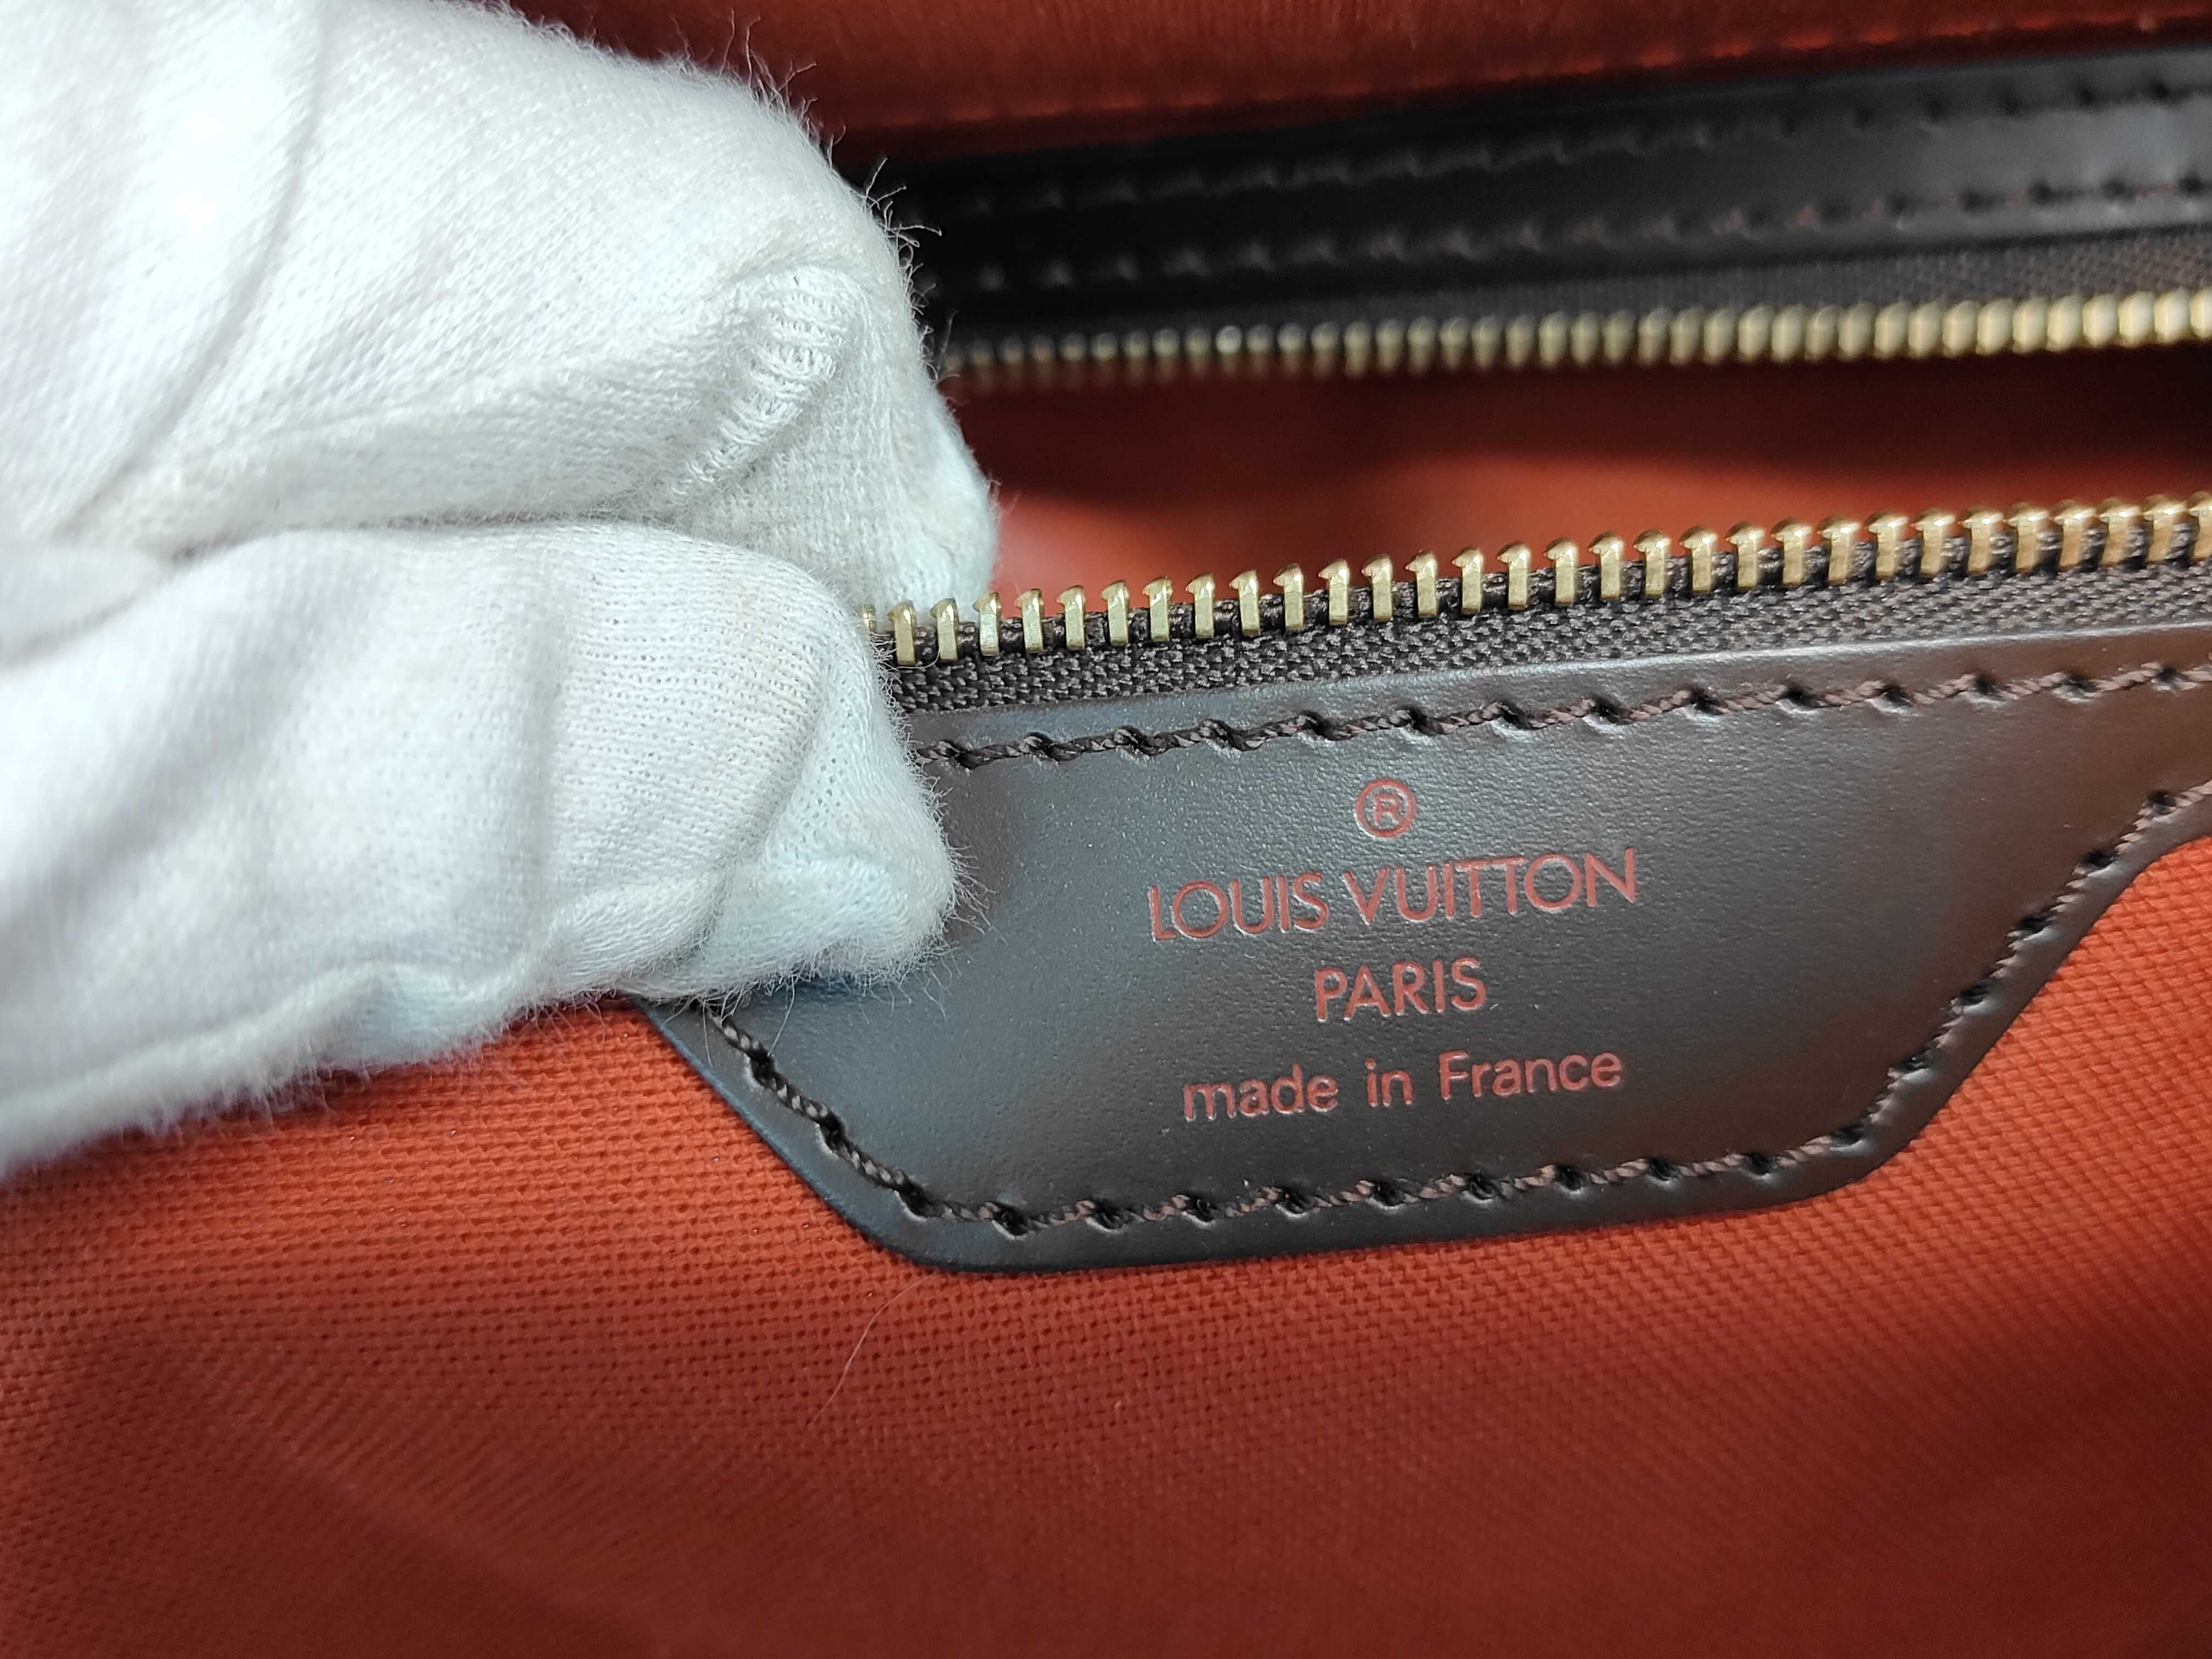 ®
LOUIS VUITTON
PARIS
made in France